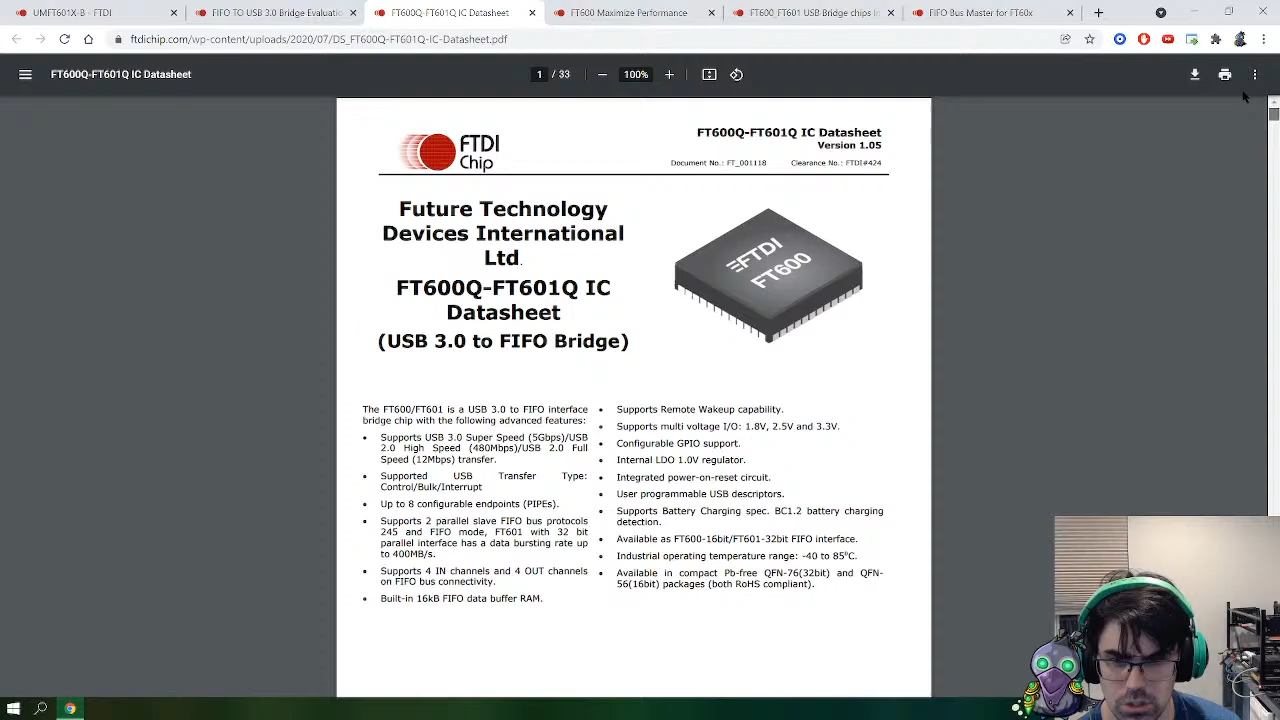 UMFT601X-B - FTDI
FIFO TO USB 3.0 Bridge Evaluatio
FT600Q-FT601Q IC Datasheet
FT600 Maximize Performance
FT600_FT601 USB Bridge chips in
FIFO Bus Master for FT60x
ftdichip.com/wp-content/uploads/2020/07/DS_FT600Q-FT601Q-IC-Datasheet.pdf
FT600Q-FT601Q IC Datasheet
1 / 33
100%
FTDI
Chip
FT600Q-FT601Q IC Datasheet
Version 1.05
Document No.: FT_001118 Clearance No.: FTDI#424
Future Technology
Devices International
Ltd.
FT600Q-FT601Q IC
Datasheet
(USB 3.0 to FIFO Bridge)
FTDI
FT600
The FT600/FT601 is a USB 3.0 to FIFO interface
bridge chip with the following advanced features:
• Supports USB 3.0 Super Speed (5Gbps)/USB
2.0 High Speed (480Mbps)/USB 2.0 Full
Speed (12Mbps) transfer.
• Supported USB Transfer Type:
Control/Bulk/Interrupt
• Up to 8 configurable endpoints (PIPEs).
• Supports 2 parallel slave FIFO bus protocols
245 and FIFO mode, FT601 with 32 bit
parallel interface has a data bursting rate up
to 400MB/s.
• Supports 4 IN channels and 4 OUT channels
on FIFO bus connectivity.
• Built-in 16kB FIFO data buffer RAM.
• Supports Remote Wakeup capability.
• Supports multi voltage I/O: 1.8V, 2.5V and 3.3V.
• Configurable GPIO support.
• Internal LDO 1.0V regulator.
• Integrated power-on-reset circuit.
• User programmable USB descriptors.
• Supports Battery Charging spec. BC1.2 battery charging
detection.
• Available as FT600-16bit/FT601-32bit FIFO interface.
• Industrial operating temperature range: -40 to 85°C.
• Available in compact Pb-free QFN-76(32bit) and QFN-
56(16bit) packages (both RoHS compliant).